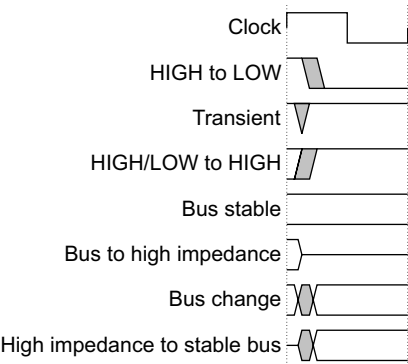 Clock
HIGH to LOW
Transient
HIGH/LOW to HIGH
Bus stable
Bus to high impedance
Bus change
High impedance to stable bus